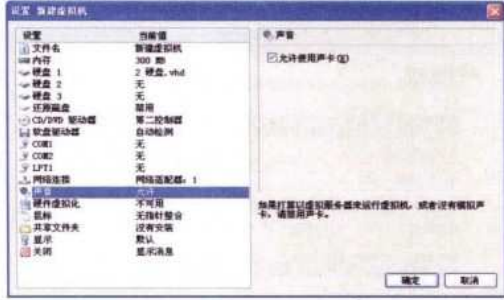 设置 新建虚拟机
设置 当前值
文件名 新建虚拟机
内存 300 MB
硬盘 1 2 硬盘.vhd
硬盘 2 无
硬盘 3 无
还原磁盘 禁用
CD/DVD 驱动器 第二控制器
软盘驱动器 自动检测
COM1 无
COM2 无
LPT1 无
网络连接 网络适配器: 1
声音 允许
硬件虚拟化 不可用
鼠标 无指针整合
共享文件夹 没有安装
显示 默认
关闭 显示消息
声音
允许使用声卡(E)
如果打算以虚拟服务器来运行虚拟机，或者没有模拟声
卡，请禁用声卡。
确定 取消